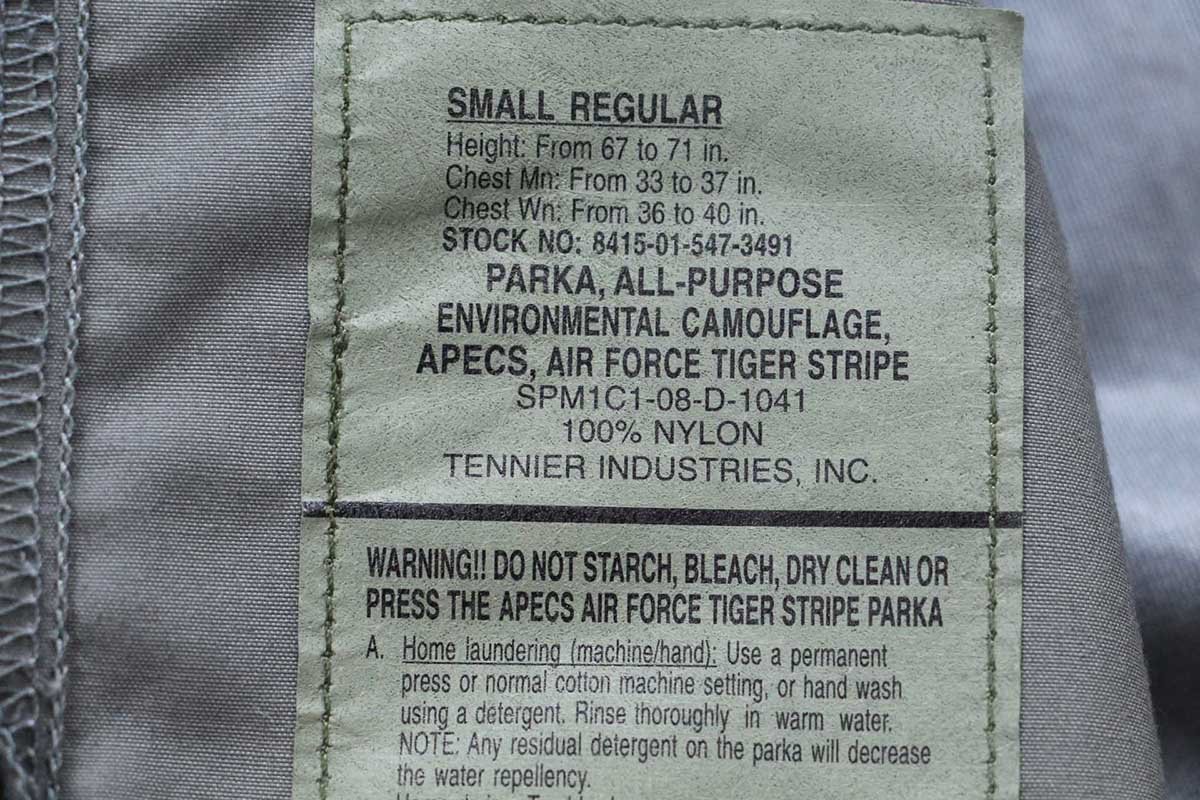 SMALL REGULAR
Height: From 67 to 71 in.
Chest Mn: From 33 to 37 in.
Chest Wn: From 36 to 40 in.
STOCK NO: 8415-01-547-3491
PARKA, ALL-PURPOSE
ENVIRONMENTAL CAMOUFLAGE,
APECS, AIR FORCE TIGER STRIPE
SPM1C1-08-D-1041
100% NYLON
TENNIER INDUSTRIES, INC.
WARNING!! DO NOT STARCH, BLEACH, DRY CLEAN OR
PRESS THE APECS AIR FORCE TIGER STRIPE PARKA
A. Home laundering (machine/hand): Use a permanent
press or normal cotton machine setting, or hand wash
using a detergent. Rinse thoroughly in warm water.
NOTE: Any residual detergent on the parka will decrease
the water repellency.